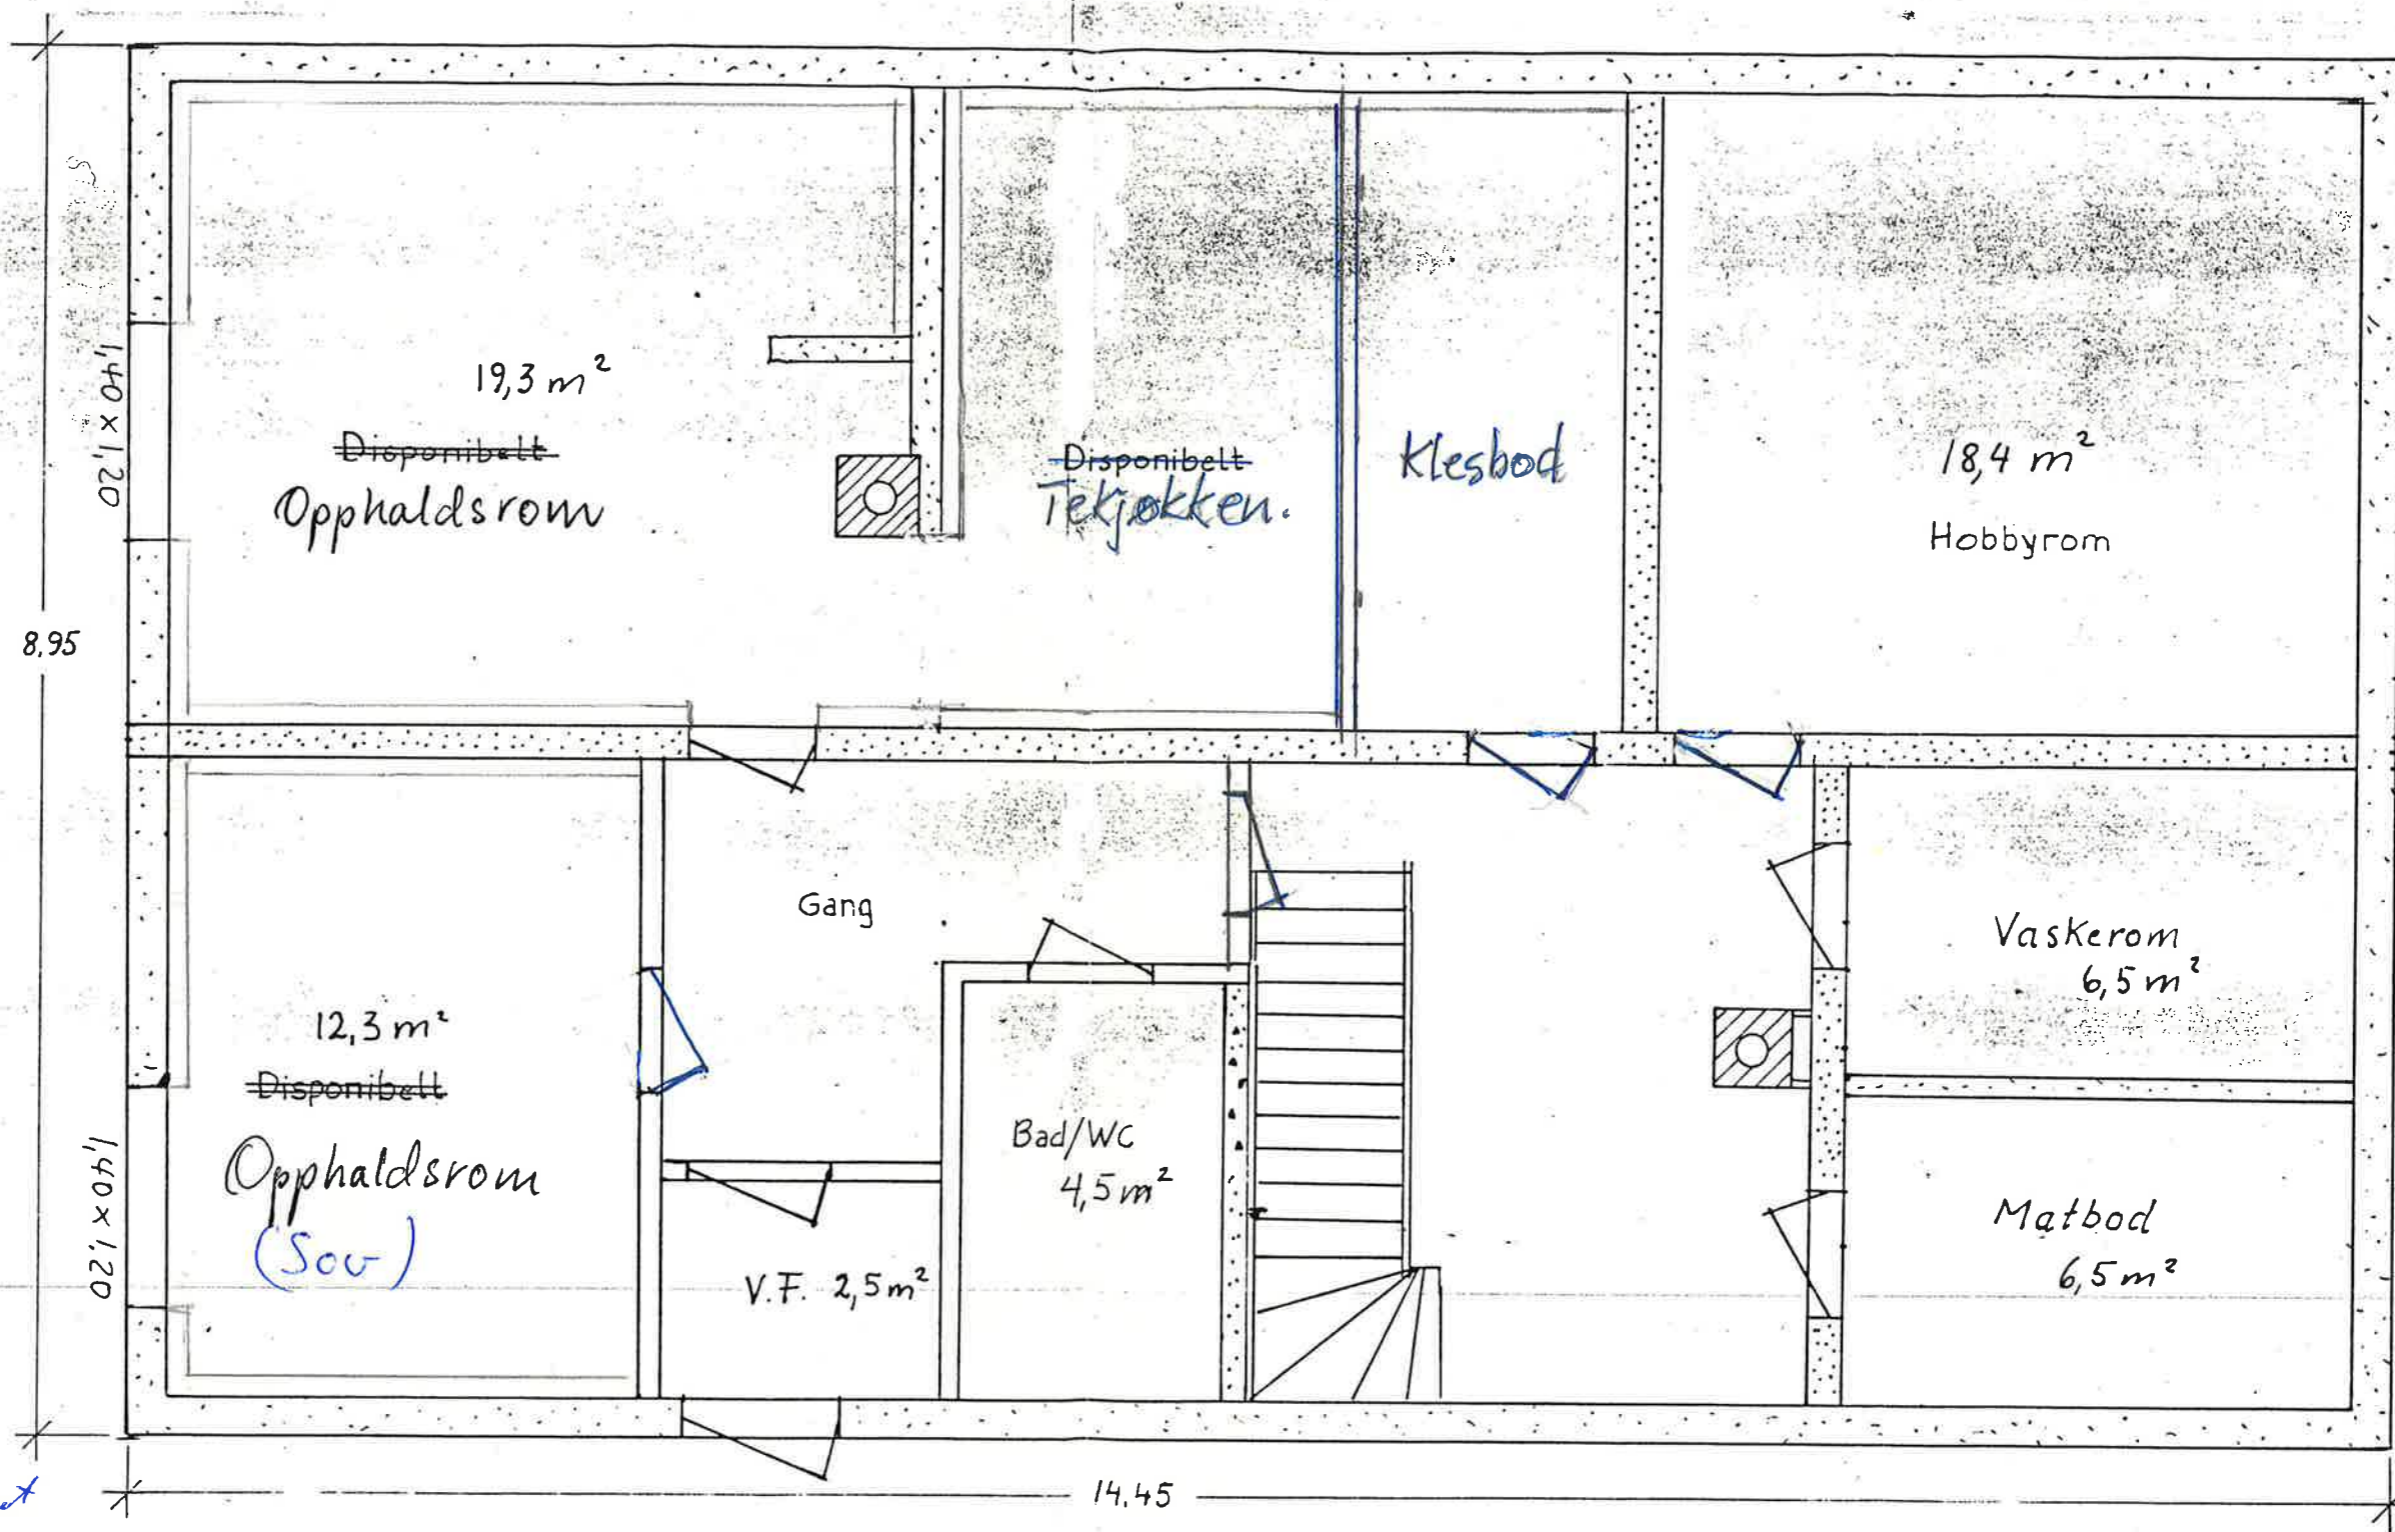 1,40 x 1,20
19,3 m²
Disponibelt
Opphaldsrom
Disponibelt
Tekjøkken.
Klesbod
18,4 m²
Hobbyrom
8,95
Gang
Vaskerom
6,5 m²
12,3 m²
Disponibelt
Opphaldsrom
(Sov)
1,40 x 1,20
V.F. 2,5 m²
Bad/WC
4,5 m²
Matbod
6,5 m²
14.45